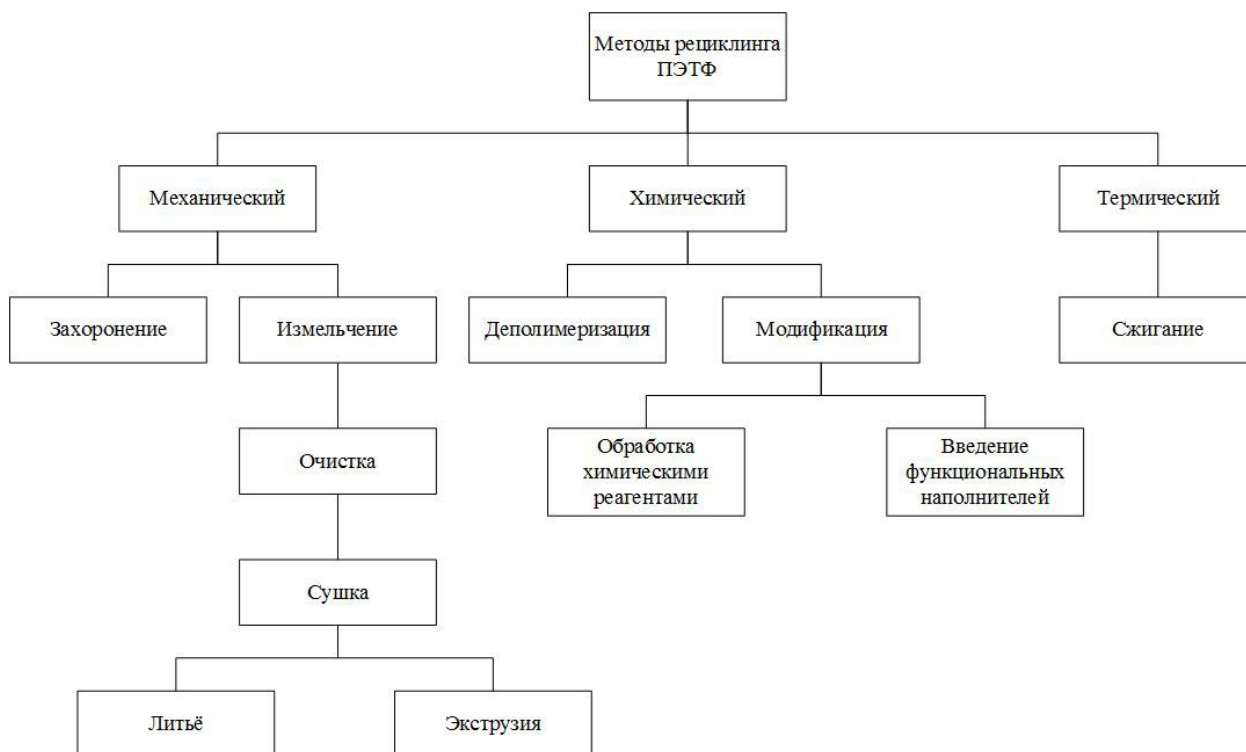 Методы рециклинга
ПЭТФ
Механический
Химический
Термический
Захоронение
Измельчение
Деполимеризация
Модификация
Сжигание
Очистка
Обработка
химическими
реагентами
Введение
функциональных
наполнителей
Сушка
Литьё
Экструзия